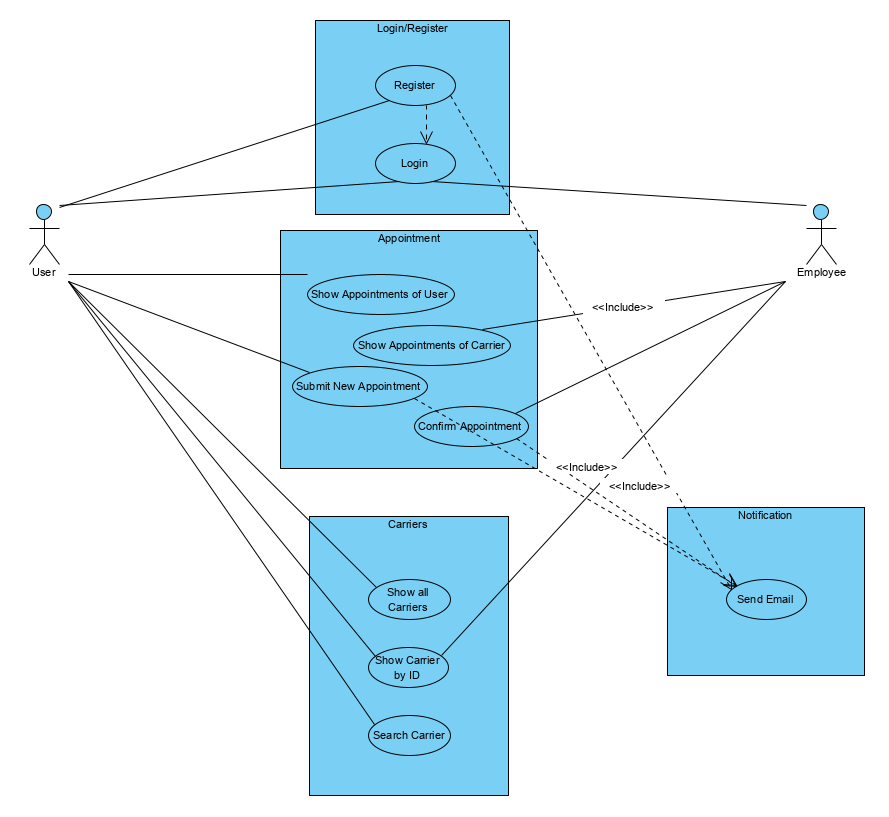 Login/Register
Register
Login
User
Employee
Appointment
Show Appointments of User
<<Include>>
Show Appointments of Carrier
Submit New Appointment
Confirm Appointment
<<Include>>
<<Include>>
Carriers
Notification
Show all
Carriers
Send Email
Show Carrier
by ID
Search Carrier